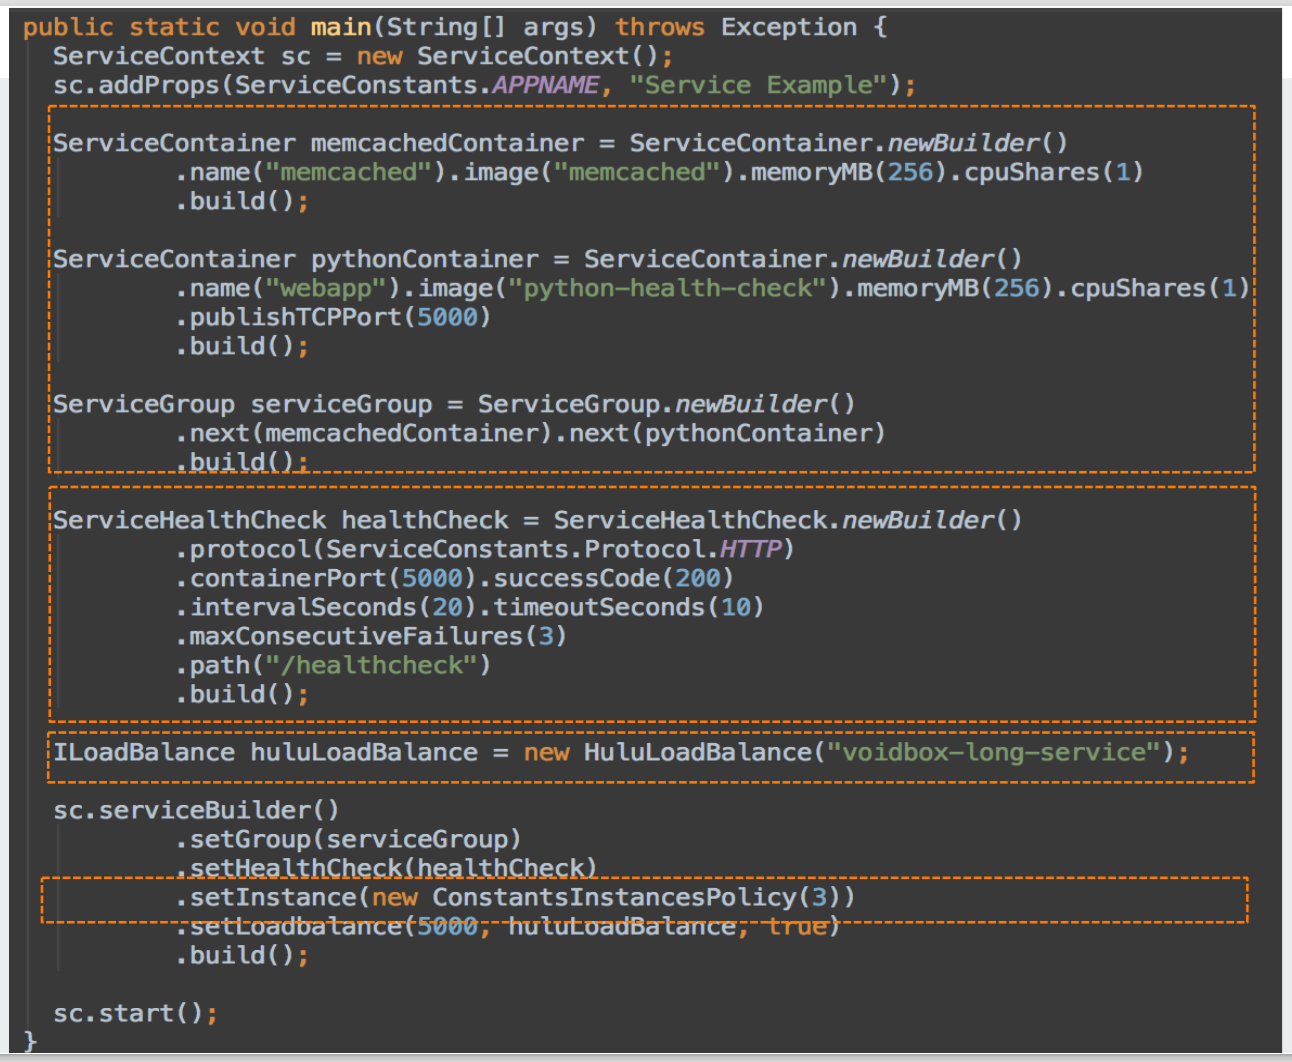 public static void main(String[] args) throws Exception {
ServiceContext sc = new ServiceContext();
sc.addProps(ServiceConstants.APPNAME, "Service Example");
ServiceContainer memcachedContainer = ServiceContainer.newBuilder()
.name("memcached").image("memcached").memoryMB(256).cpuShares(1)
.build();
ServiceContainer pythonContainer = ServiceContainer.newBuilder()
.name("webapp").image("python-health-check").memoryMB(256).cpuShares(1)
.publishTCPPort(5000)
.build();
ServiceGroup serviceGroup = ServiceGroup.newBuilder()
.next(memcachedContainer).next(pythonContainer)
.build();
ServiceHealthCheck healthCheck = ServiceHealthCheck.newBuilder()
.protocol(ServiceConstants.Protocol.HTTP)
.containerPort(5000).successCode(200)
.intervalSeconds(20).timeoutSeconds(10)
.maxConsecutiveFailures(3)
.path("/healthcheck")
.build();
ILoadBalance huluLoadBalance = new HuluLoadBalance("voidbox-long-service");
sc.serviceBuilder()
.setGroup(serviceGroup)
.setHealthCheck(healthCheck)
.setInstance(new ConstantsInstancesPolicy(3))
.setLoadbalance(5000, huluLoadBalance, true)
.build();
sc.start();
}